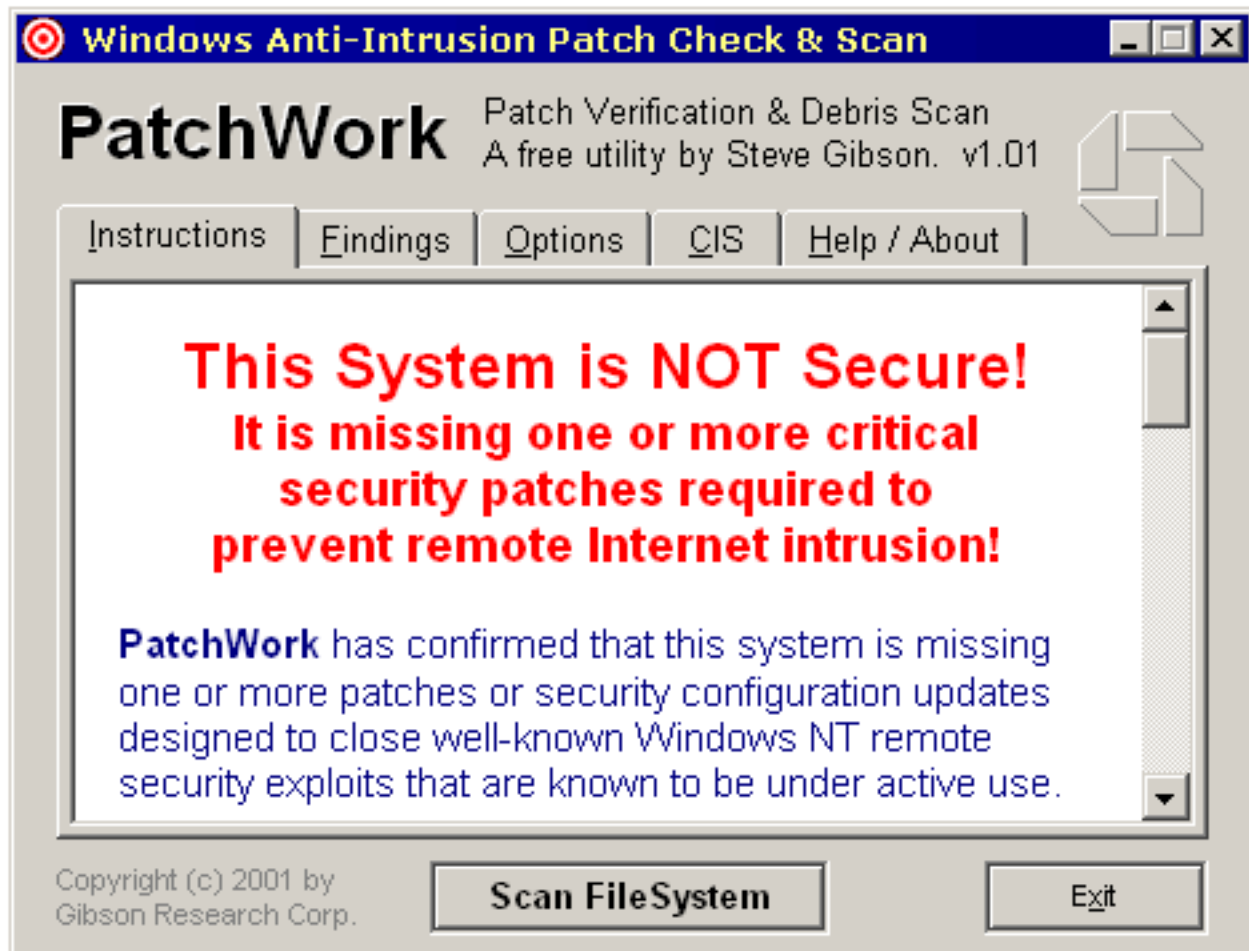 Windows Anti-Intrusion Patch Check & Scan
PatchWork
Patch Verification & Debris Scan
A free utility by Steve Gibson.  v1.01
Instructions
Findings
Options
CIS
Help / About
This System is NOT Secure!
It is missing one or more critical
security patches required to
prevent remote Internet intrusion!
PatchWork has confirmed that this system is missing
one or more patches or security configuration updates
designed to close well-known Windows NT remote
security exploits that are known to be under active use.
Copyright (c) 2001 by
Gibson Research Corp.
Scan FileSystem
Exit